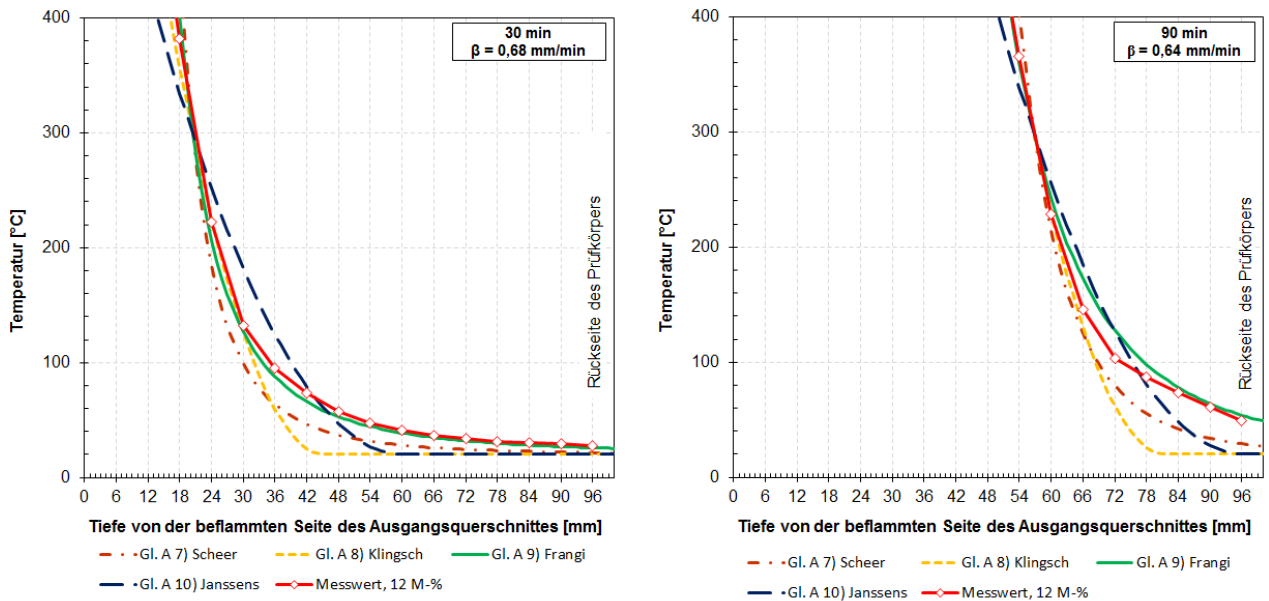 400
300
200
100
0
Temperatur [°C]
30 min
β = 0,68 mm/min
Rückseite des Prüfkörpers
0 6 12 18 24 30 36 42 48 54 60 66 72 78 84 90 96
Tiefe von der beflammten Seite des Ausgangsquerschnittes [mm]
Gl. A 7) Scheer
Gl. A 8) Klingsch
Gl. A 9) Frangi
Gl. A 10) Janssens
Messwert, 12 M-%
400
300
200
100
0
Temperatur [°C]
90 min
β = 0,64 mm/min
Rückseite des Prüfkörpers
0 6 12 18 24 30 36 42 48 54 60 66 72 78 84 90 96
Tiefe von der beflammten Seite des Ausgangsquerschnittes [mm]
Gl. A 7) Scheer
Gl. A 8) Klingsch
Gl. A 9) Frangi
Gl. A 10) Janssens
Messwert, 12 M-%